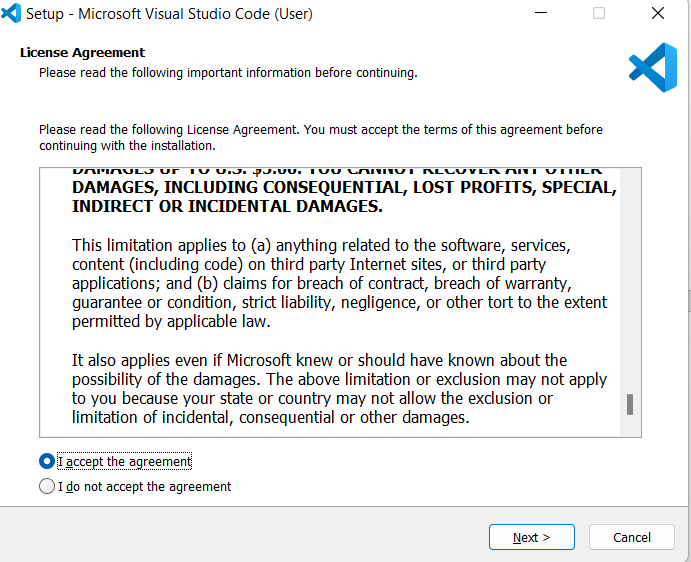 Setup - Microsoft Visual Studio Code (User)
License Agreement
Please read the following important information before continuing.
Please read the following License Agreement. You must accept the terms of this agreement before
continuing with the installation.
DAMAGES UP TO U.S. $5.00. YOU CANNOT RECOVER ANY OTHER
DAMAGES, INCLUDING CONSEQUENTIAL, LOST PROFITS, SPECIAL,
INDIRECT OR INCIDENTAL DAMAGES.
This limitation applies to (a) anything related to the software, services,
content (including code) on third party Internet sites, or third party
applications; and (b) claims for breach of contract, breach of warranty,
guarantee or condition, strict liability, negligence, or other tort to the extent
permitted by applicable law.
It also applies even if Microsoft knew or should have known about the
possibility of the damages. The above limitation or exclusion may not apply
to you because your state or country may not allow the exclusion or
limitation of incidental, consequential or other damages.
I accept the agreement
I do not accept the agreement
Next >
Cancel